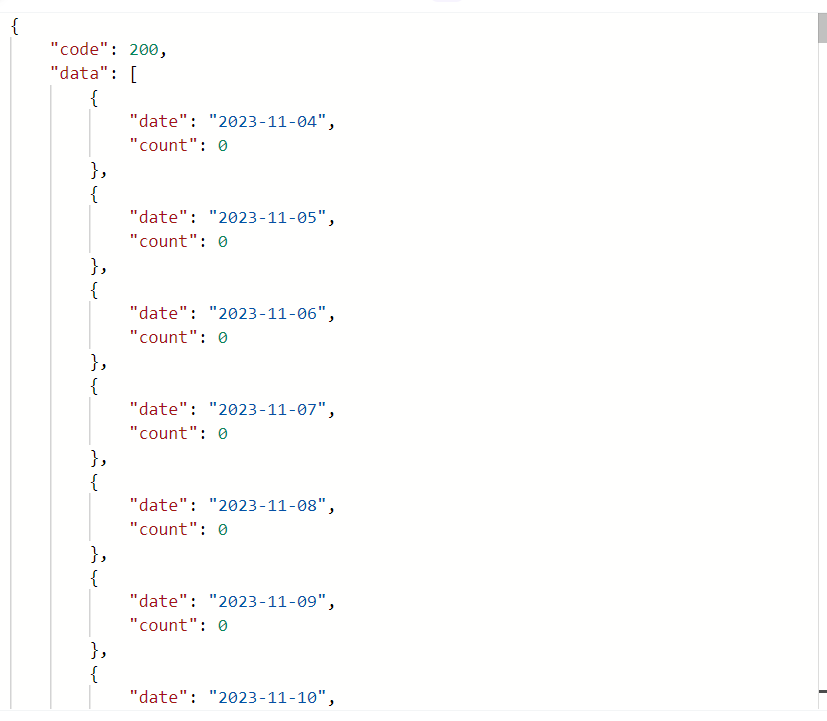 {
    "code": 200,
    "data": [
        {
            "date": "2023-11-04",
            "count": 0
        },
        {
            "date": "2023-11-05",
            "count": 0
        },
        {
            "date": "2023-11-06",
            "count": 0
        },
        {
            "date": "2023-11-07",
            "count": 0
        },
        {
            "date": "2023-11-08",
            "count": 0
        },
        {
            "date": "2023-11-09",
            "count": 0
        },
        {
            "date": "2023-11-10",